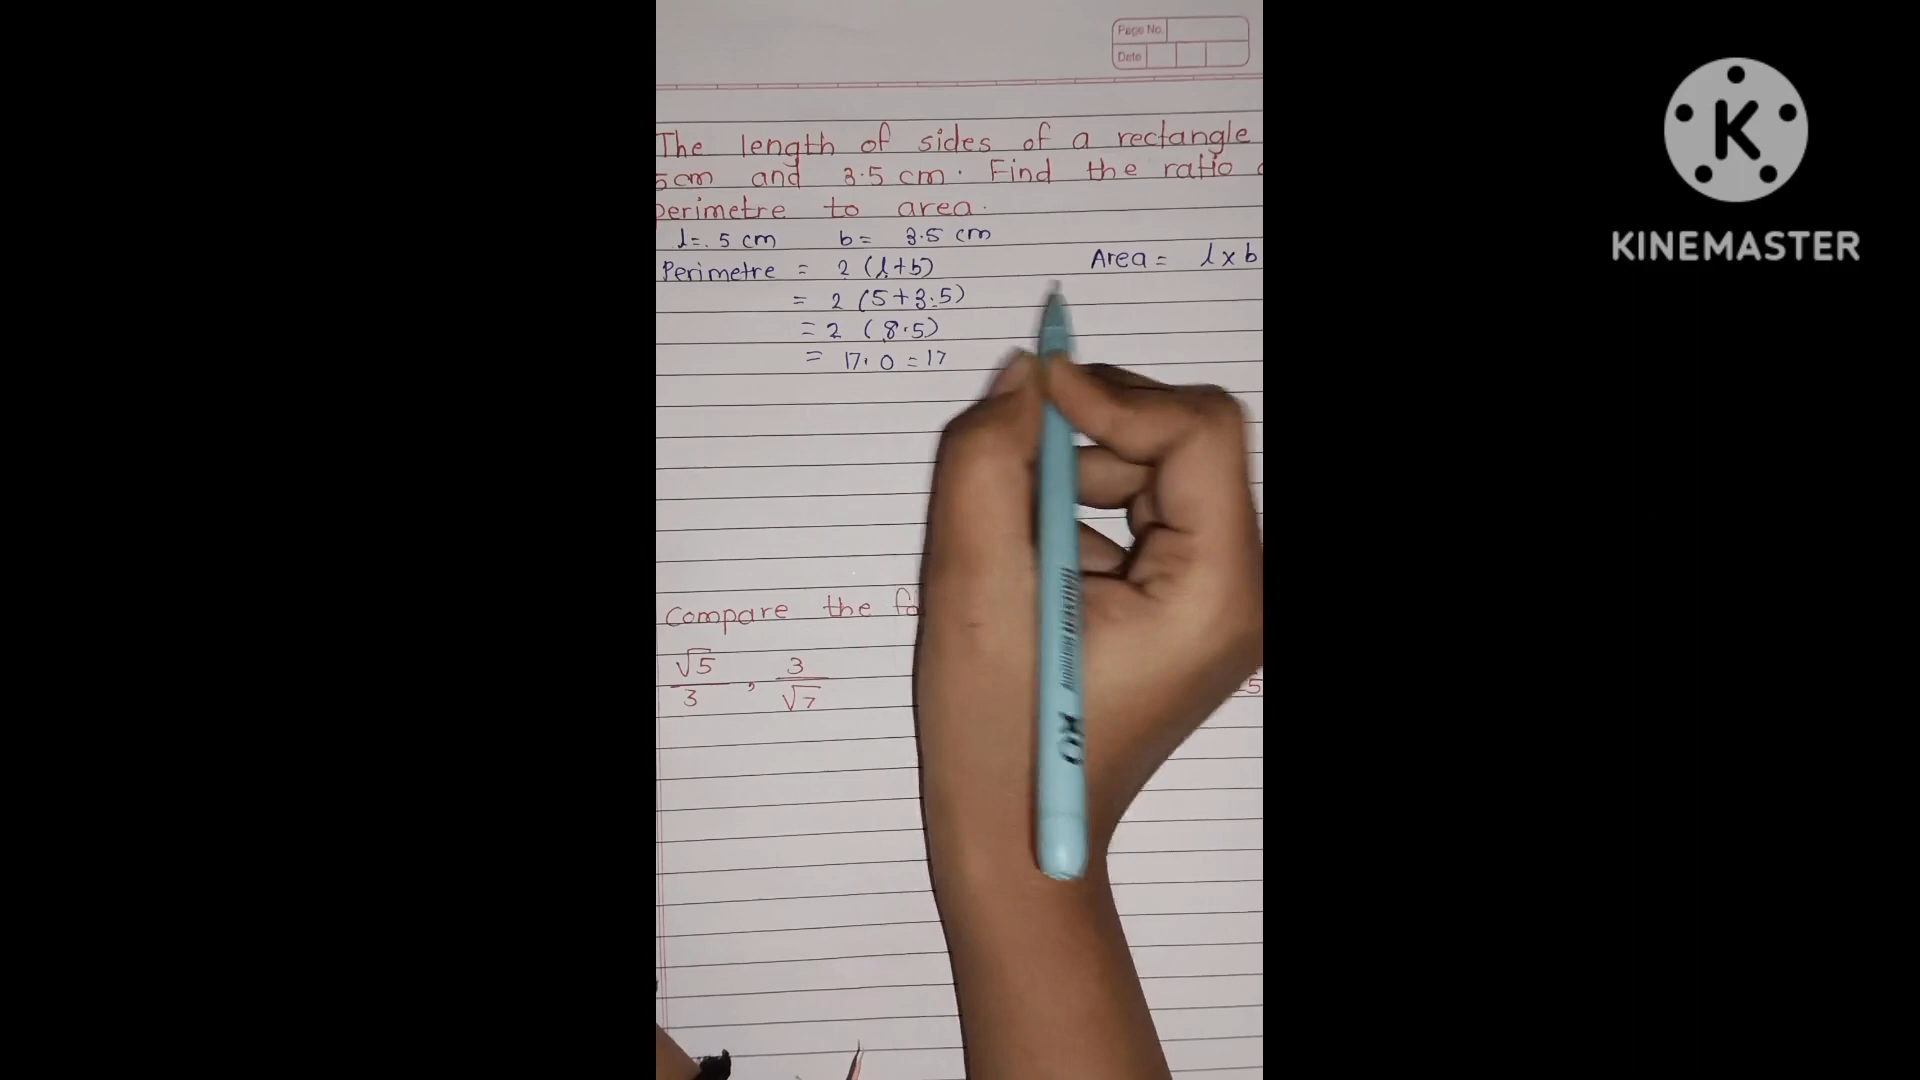 Page No.
Date
The length of sides of a rectangle
5cm and 3.5 cm. Find the ratio
perimetre to area.
l=. 5 cm b= 3.5 cm
Perimetre = 2 (l+b)
Area = l x b
= 2 (5+3.5)
= 2 (8.5)
= 17.0 = 17
Compare the
√5/3 , 3/√7
5
KINEMASTER